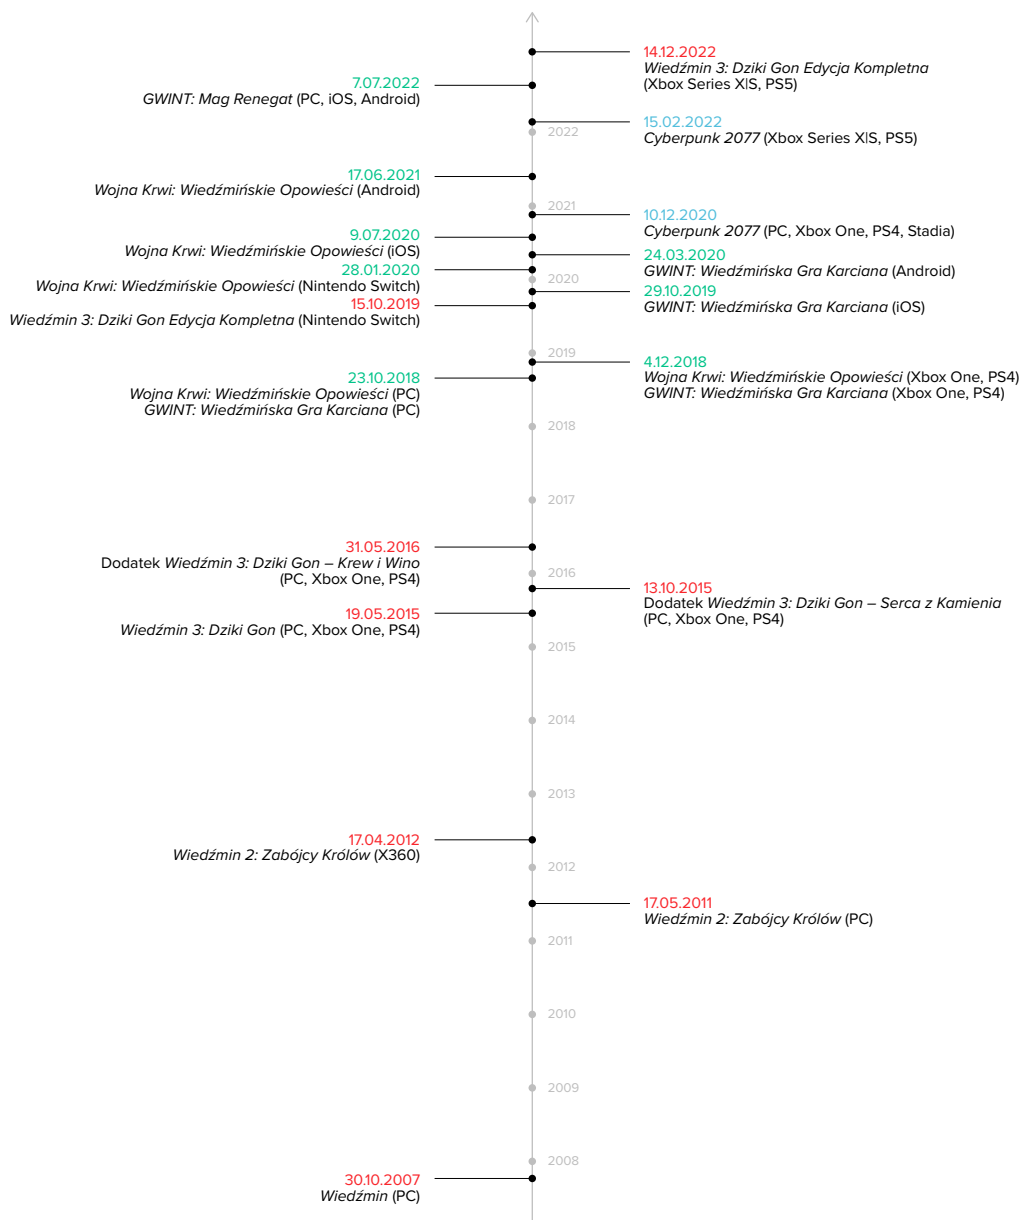 14.12.2022
Wiedźmin 3: Dziki Gon Edycja Kompletna
(Xbox Series X|S, PS5)
7.07.2022
GWINT: Mag Renegat (PC, iOS, Android)
15.02.2022
Cyberpunk 2077 (Xbox Series X|S, PS5)
2022
17.06.2021
Wojna Krwi: Wiedźmińskie Opowieści (Android)
2021
10.12.2020
Cyberpunk 2077 (PC, Xbox One, PS4, Stadia)
9.07.2020
Wojna Krwi: Wiedźmińskie Opowieści (iOS)
24.03.2020
GWINT: Wiedźmińska Gra Karciana (Android)
28.01.2020
Wojna Krwi: Wiedźmińskie Opowieści (Nintendo Switch)
2020
29.10.2019
GWINT: Wiedźmińska Gra Karciana (iOS)
15.10.2019
Wiedźmin 3: Dziki Gon Edycja Kompletna (Nintendo Switch)
2019
4.12.2018
Wojna Krwi: Wiedźmińskie Opowieści (Xbox One, PS4)
GWINT: Wiedźmińska Gra Karciana (Xbox One, PS4)
23.10.2018
Wojna Krwi: Wiedźmińskie Opowieści (PC)
GWINT: Wiedźmińska Gra Karciana (PC)
2018
2017
31.05.2016
Dodatek Wiedźmin 3: Dziki Gon – Krew i Wino
(PC, Xbox One, PS4)
2016
13.10.2015
Dodatek Wiedźmin 3: Dziki Gon – Serca z Kamienia
(PC, Xbox One, PS4)
19.05.2015
Wiedźmin 3: Dziki Gon (PC, Xbox One, PS4)
2015
2014
2013
17.04.2012
Wiedźmin 2: Zabójcy Królów (X360)
2012
17.05.2011
Wiedźmin 2: Zabójcy Królów (PC)
2011
2010
2009
2008
30.10.2007
Wiedźmin (PC)